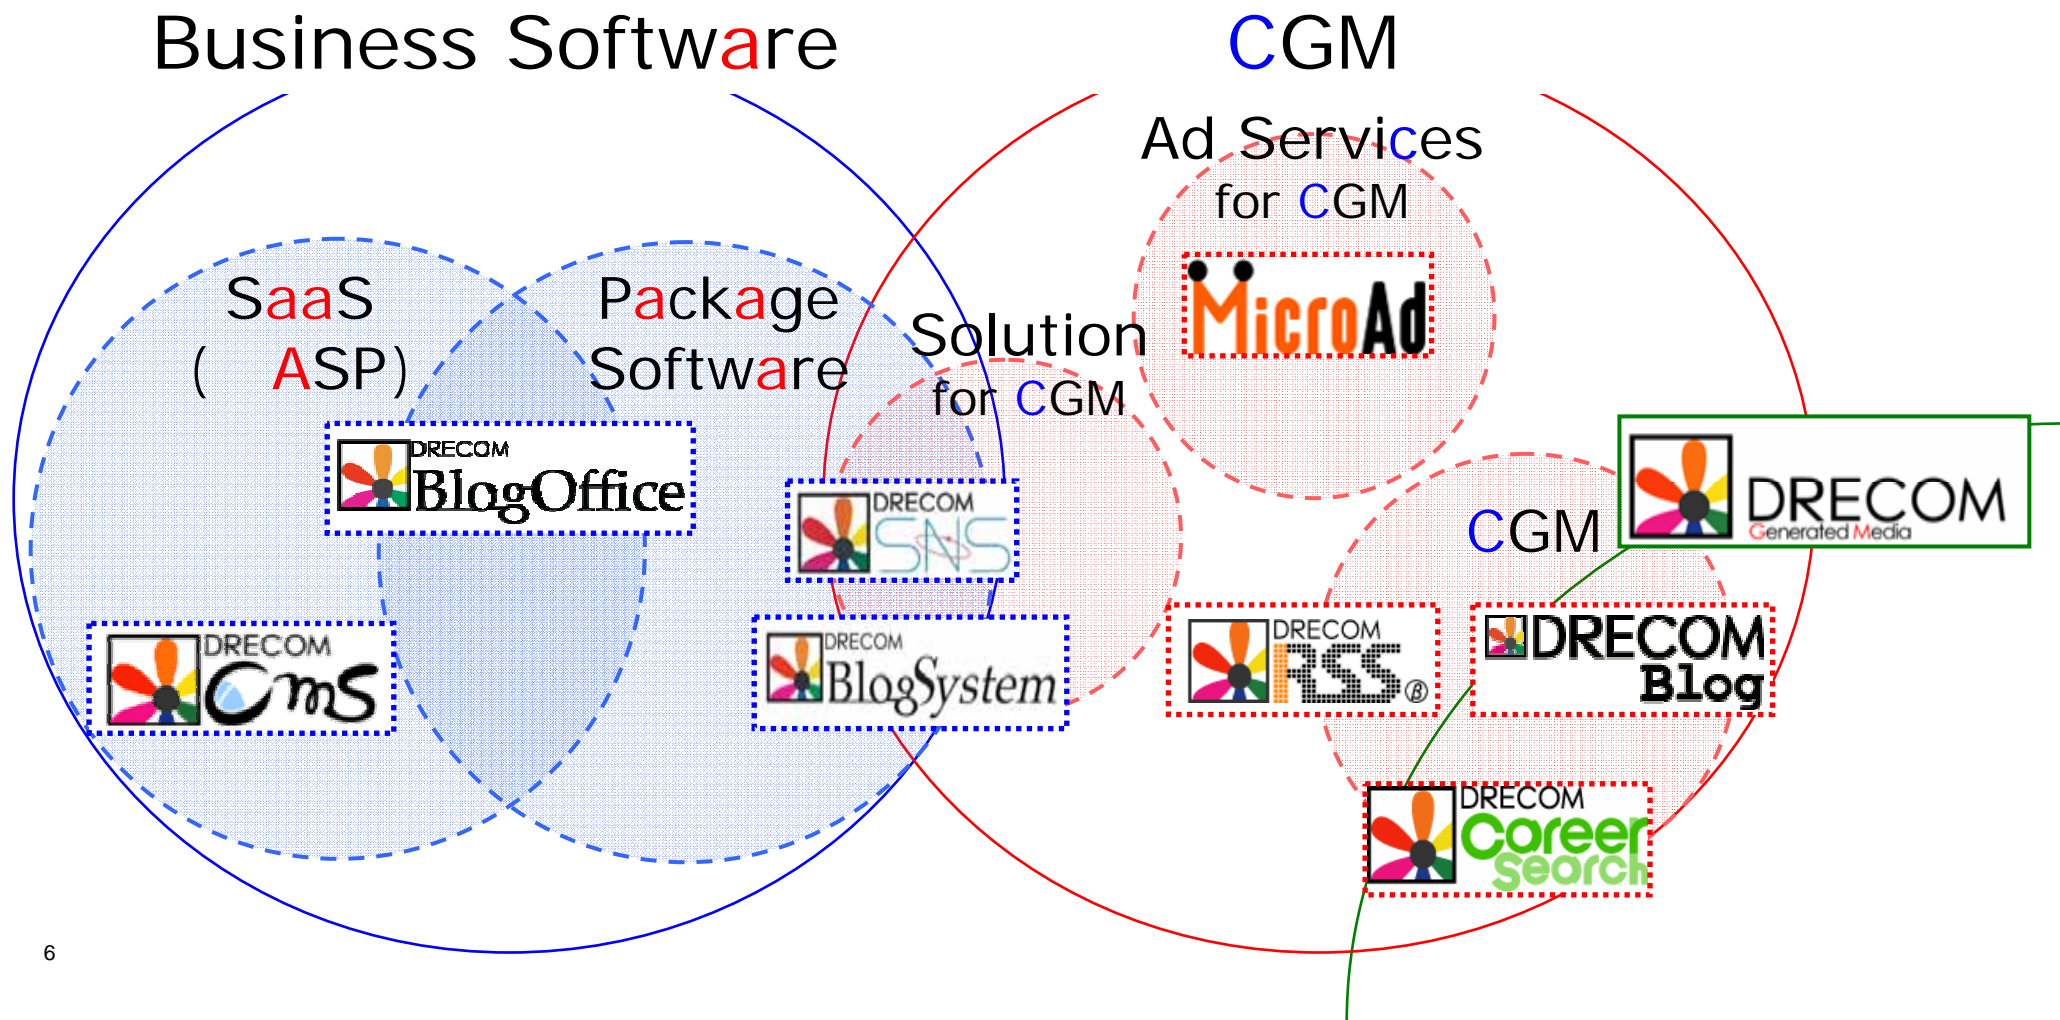 Business Software
CGM
Ad Services
for CGM
MicroAd
SaaS
( ASP)
Package
Software
Solution
for CGM
DRECOM
BlogOffice
DRECOM
SNS
DRECOM
Generated Media
CGM
DRECOM
CmS
DRECOM
BlogSystem
DRECOM
RSS β
DRECOM
Blog
DRECOM
Career
Search
6